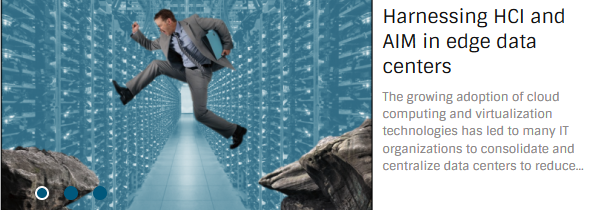 Harnessing HCI and
AIM in edge data
centers
The growing adoption of cloud
computing and virtualization
technologies has led to many IT
organizations to consolidate and
centralize data centers to reduce...